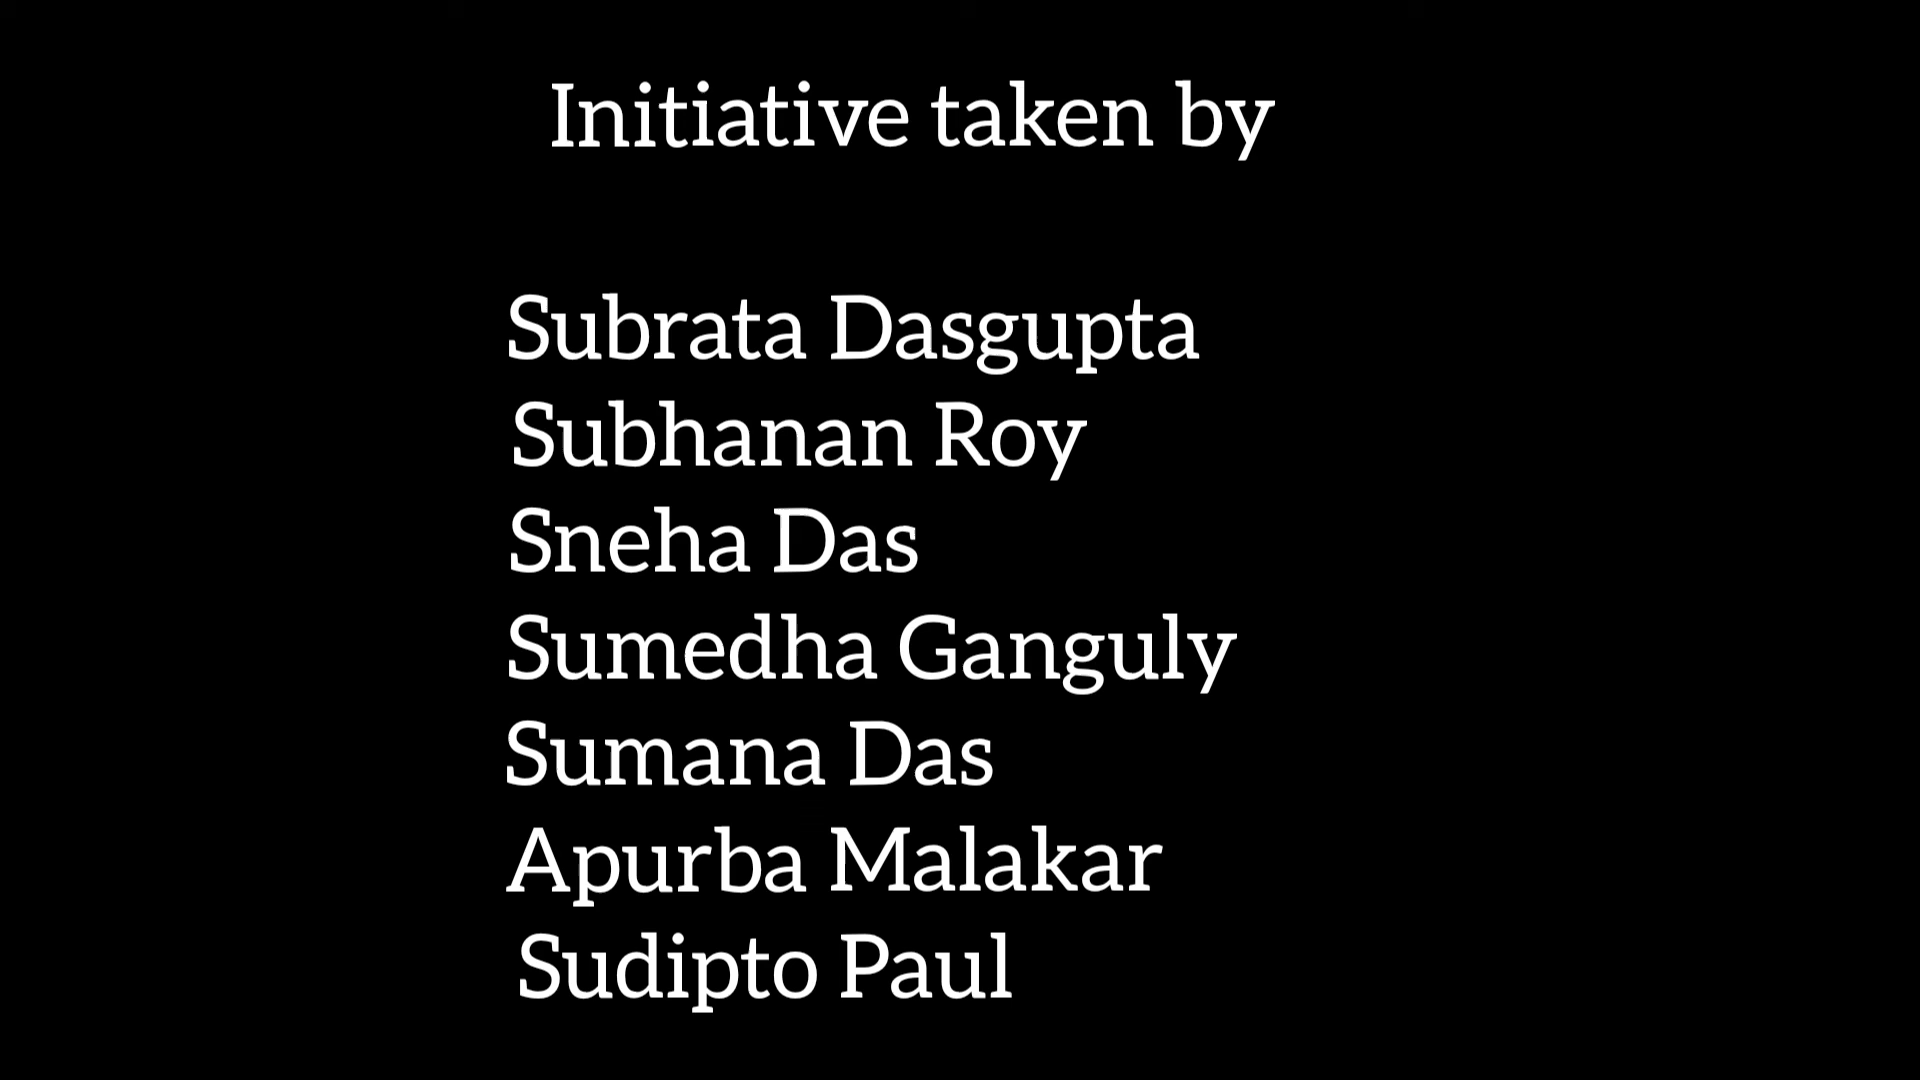 Initiative taken by
Subrata Dasgupta
Subhanan Roy
Sneha Das
Sumedha Ganguly
Sumana Das
Apurba Malakar
Sudipto Paul